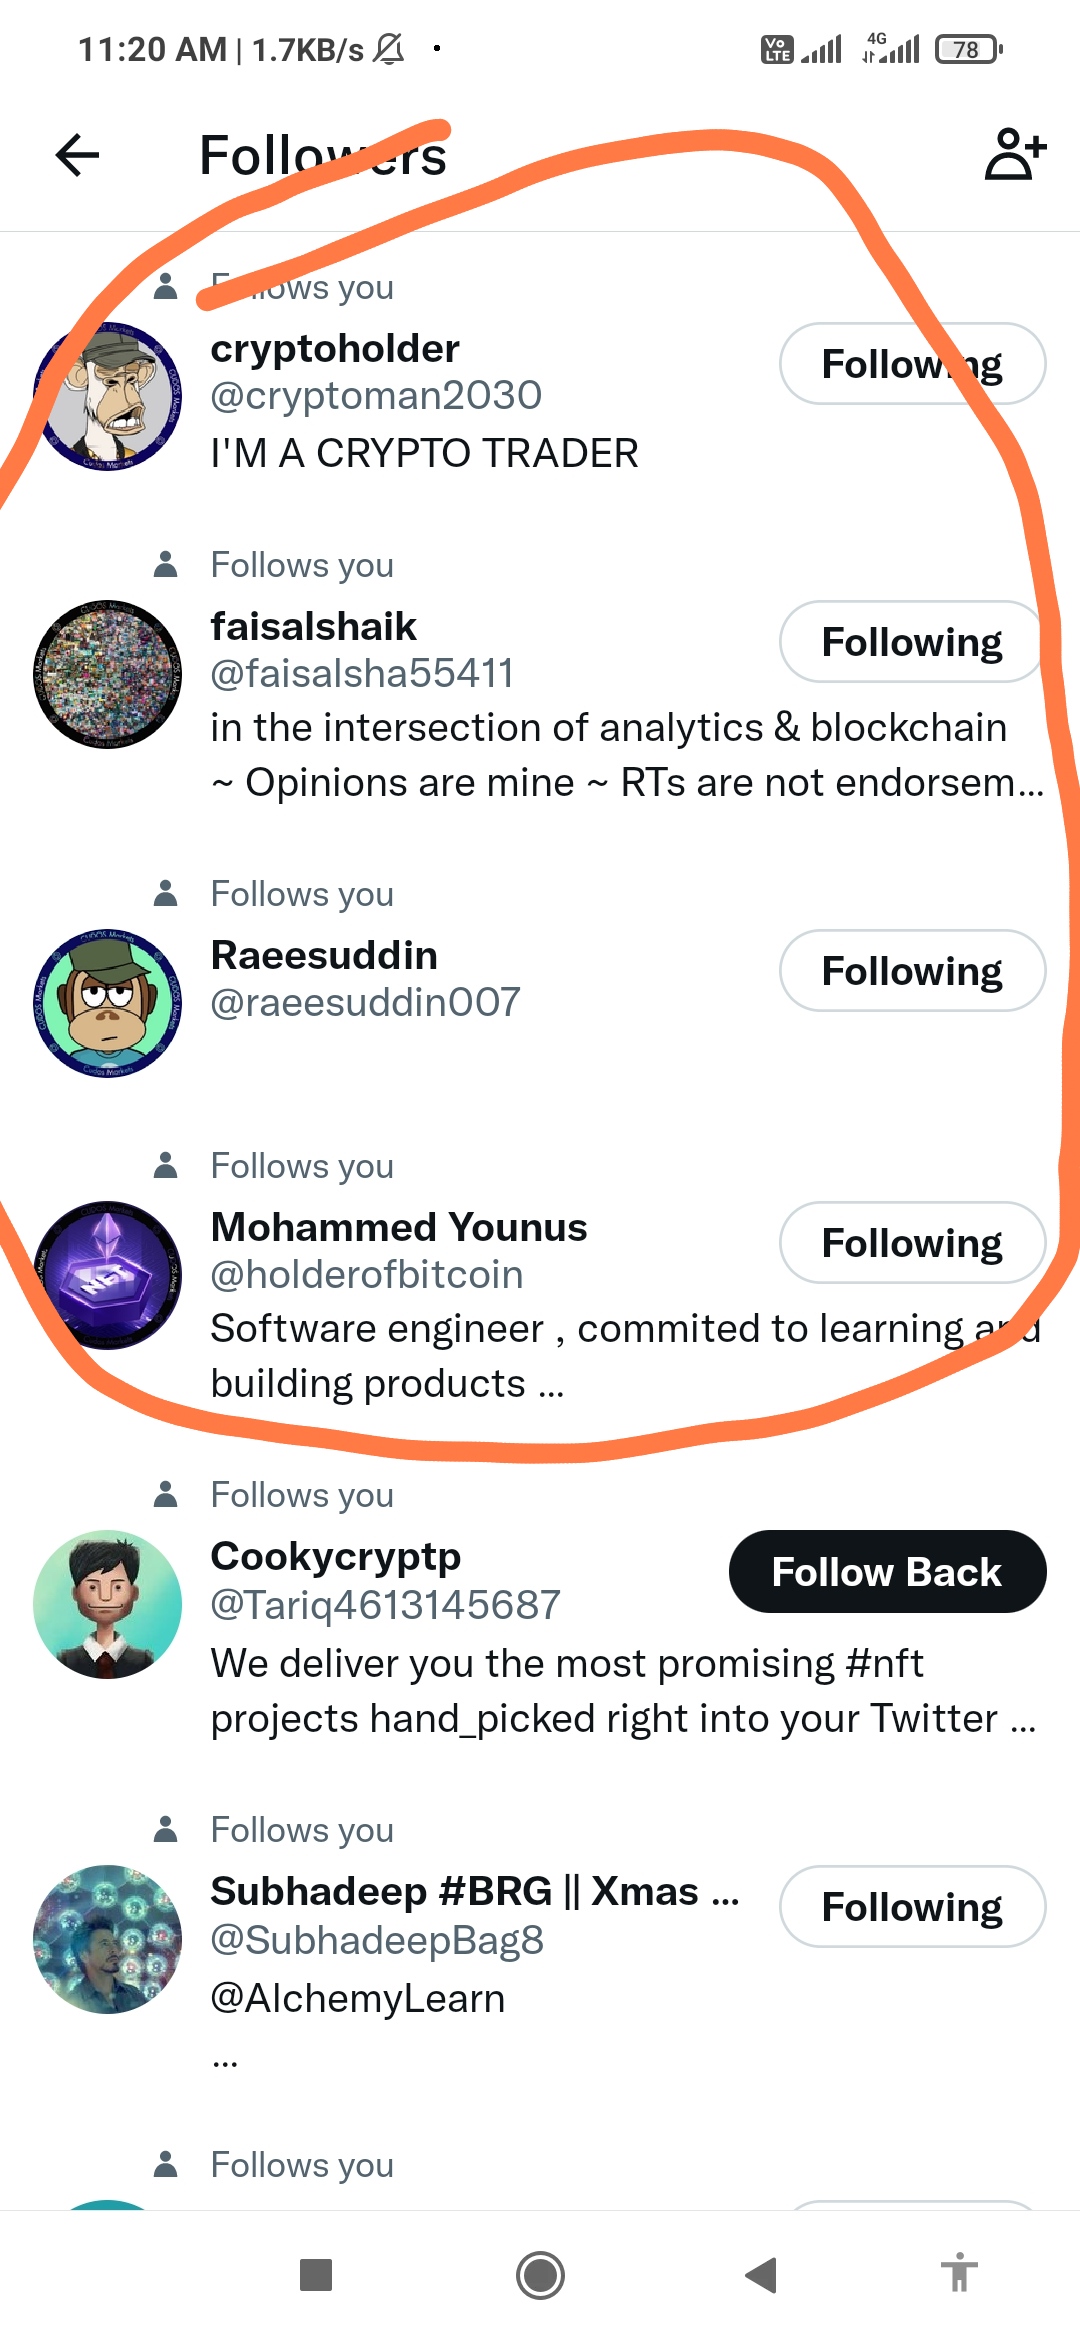 11:20 AM | 1.7KB/s
Vo LTE 4G 78
Followers
Follows you
cryptoholder
Following
@cryptoman2030
I'M A CRYPTO TRADER
Follows you
faisalshaik
Following
@faisalsha55411
in the intersection of analytics & blockchain
~ Opinions are mine ~ RTs are not endorsem...
Follows you
Raeesuddin
Following
@raeesuddin007
Follows you
Mohammed Younus
Following
@holderofbitcoin
Software engineer , commited to learning and
building products ...
NFT
Follows you
Cookycryptp
Follow Back
@Tariq4613145687
We deliver you the most promising #nft
projects hand_picked right into your Twitter ...
Follows you
Subhadeep #BRG || Xmas ...
Following
@SubhadeepBag8
@AlchemyLearn
...
Follows you